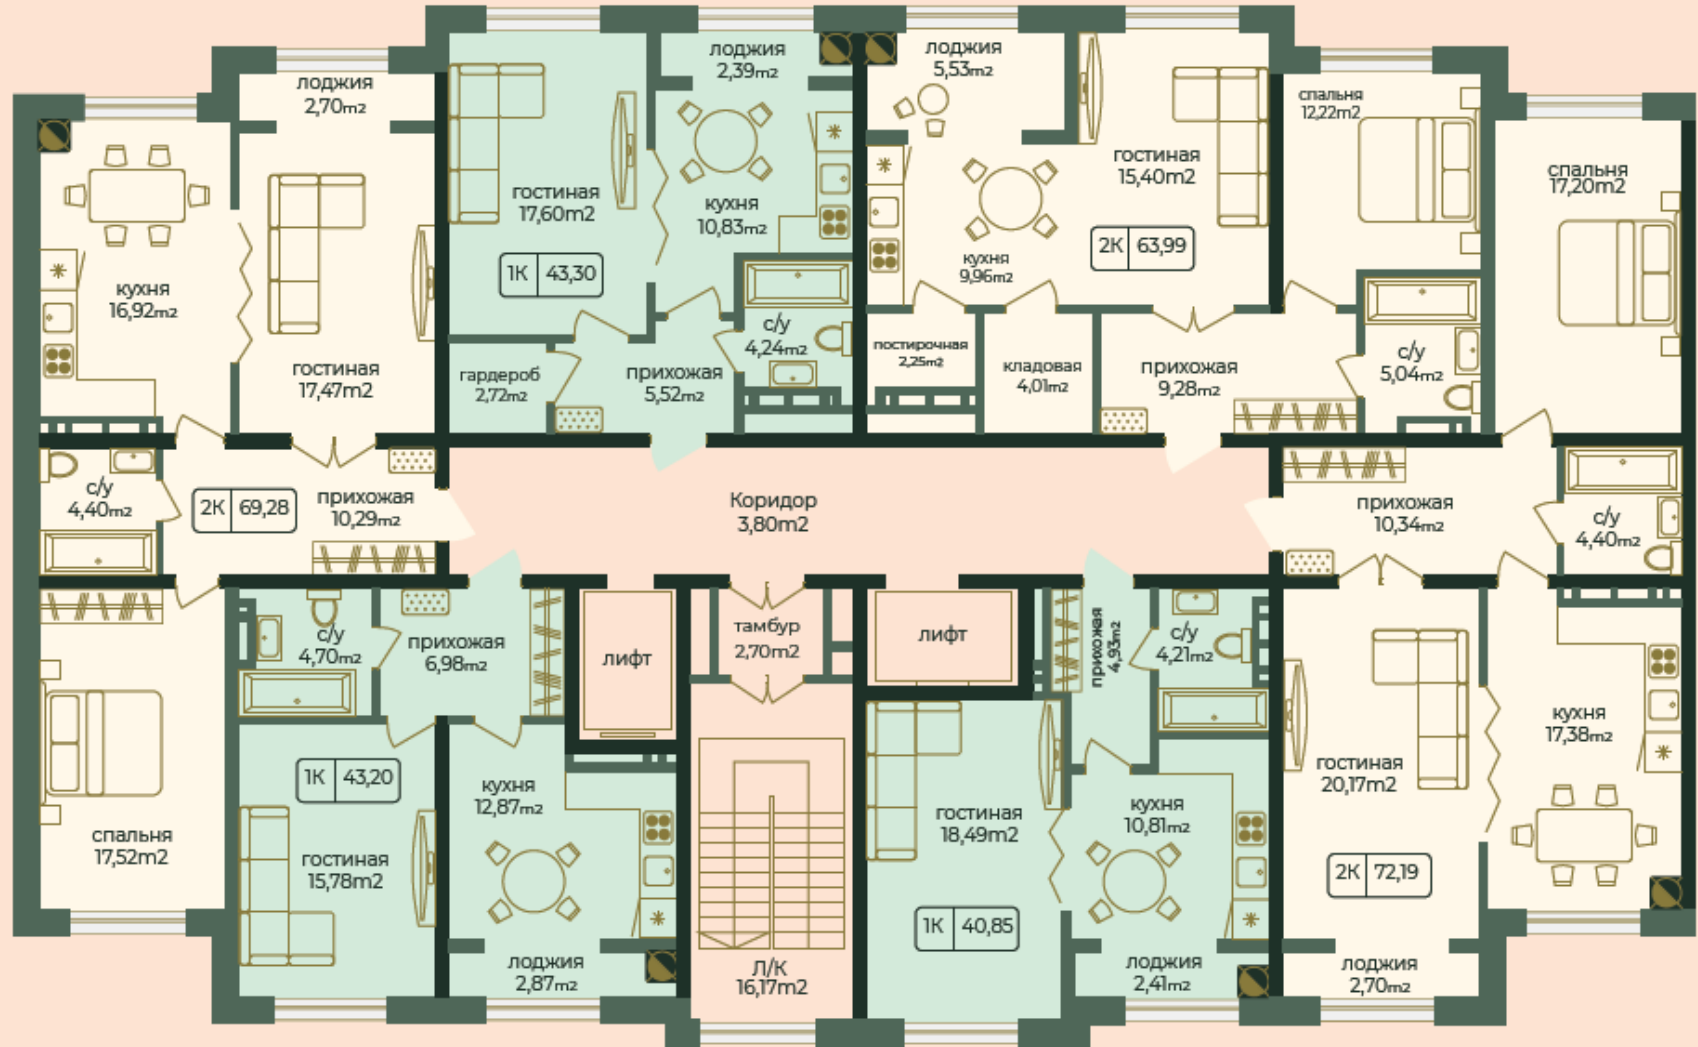 лоджия
2,70m2
кухня
16,92m2
гостиная
17,47m2
с/у
4,40m2
2К 69,28
прихожая
10,29m2
спальня
17,52m2
гостиная
17,60m2
1К 43,30
лоджия
2,39m2
кухня
10,83m2
гардероб
2,72m2
прихожая
5,52m2
с/у
4,24m2
лоджия
5,53m2
гостиная
15,40m2
2К 63,99
кухня
9,96m2
постирочная
2,25m2
кладовая
4,01m2
прихожая
9,28m2
спальня
12,22m2
с/у
5,04m2
спальня
17,20m2
прихожая
10,34m2
с/у
4,40m2
гостиная
20,17m2
кухня
17,38m2
2К 72,19
лоджия
2,70m2
Коридор
3,80m2
с/у
4,70m2
прихожая
6,98m2
1К 43,20
гостиная
15,78m2
кухня
12,87m2
лоджия
2,87m2
лифт
тамбур
2,70m2
лифт
Л/К
16,17m2
прихожая
4,93m2
с/у
4,21m2
гостиная
18,49m2
кухня
10,81m2
1К 40,85
лоджия
2,41m2